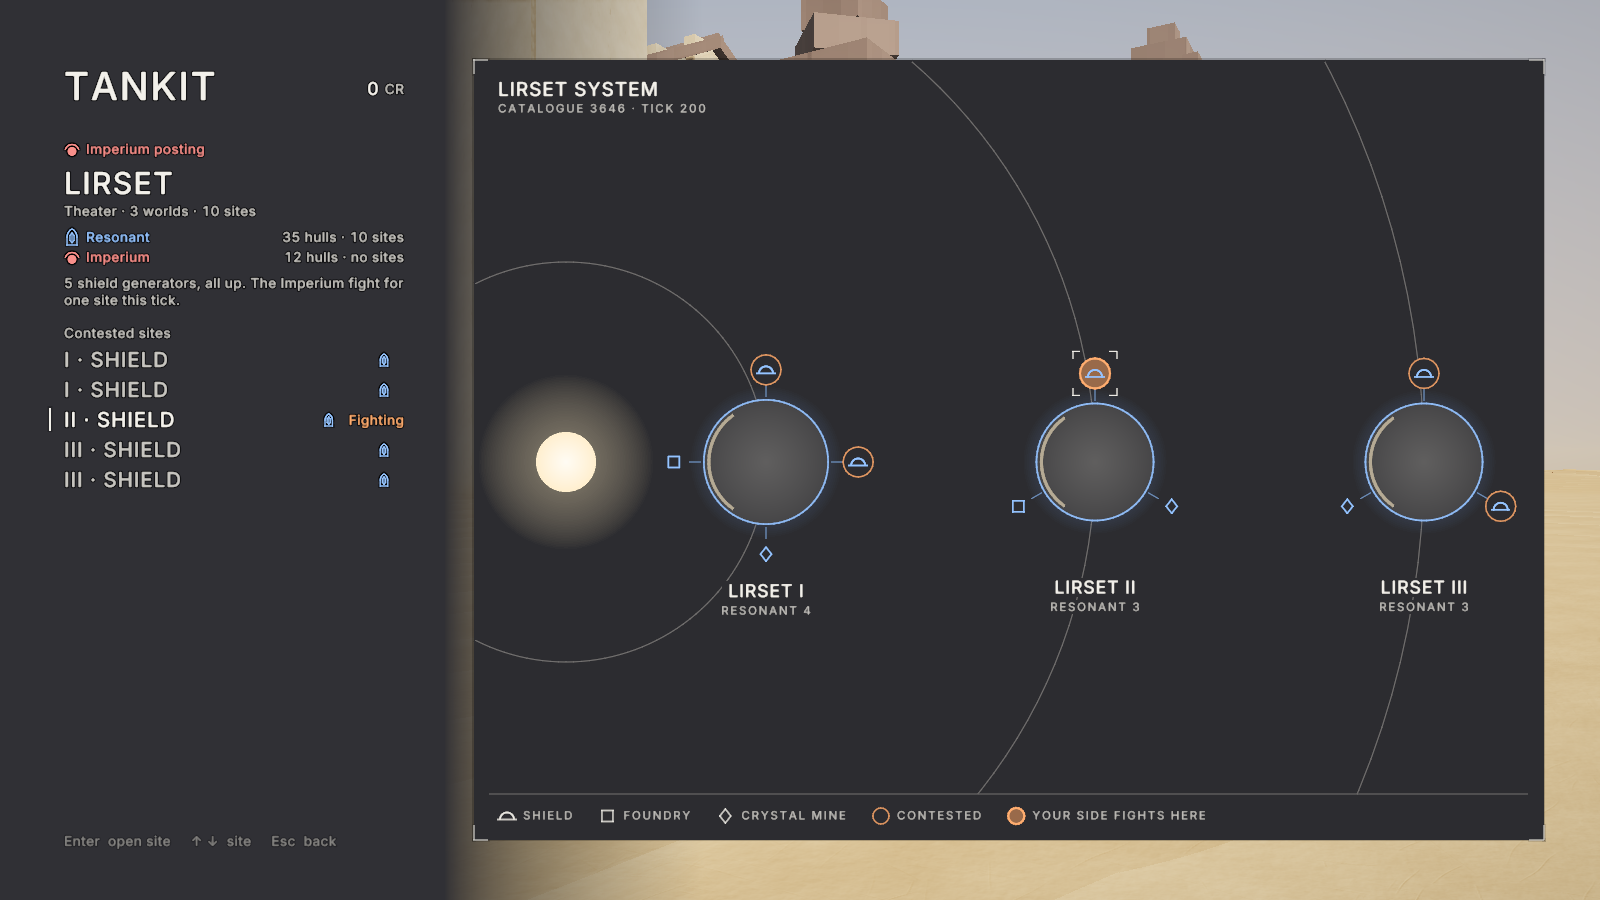 TANKIT
0 CR
Imperium posting
LIRSET
Theater · 3 worlds · 10 sites
Resonant 35 hulls · 10 sites
Imperium 12 hulls · no sites
5 shield generators, all up. The Imperium fight for
one site this tick.
Contested sites
I · SHIELD
I · SHIELD
II · SHIELD Fighting
III · SHIELD
III · SHIELD
Enter open site ↑ ↓ site Esc back
LIRSET SYSTEM
CATALOGUE 3646 · TICK 200
LIRSET I
RESONANT 4
LIRSET II
RESONANT 3
LIRSET III
RESONANT 3
SHIELD FOUNDRY CRYSTAL MINE CONTESTED YOUR SIDE FIGHTS HERE